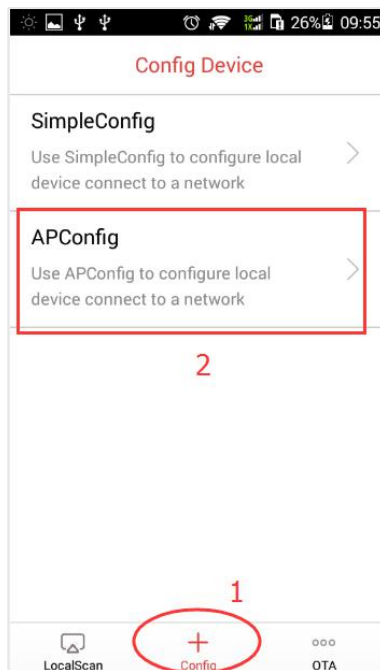 26% 09:55
Config Device
SimpleConfig
Use SimpleConfig to configure local
device connect to a network
APConfig
Use APConfig to configure local
device connect to a network
2
1
LocalScan Config OTA